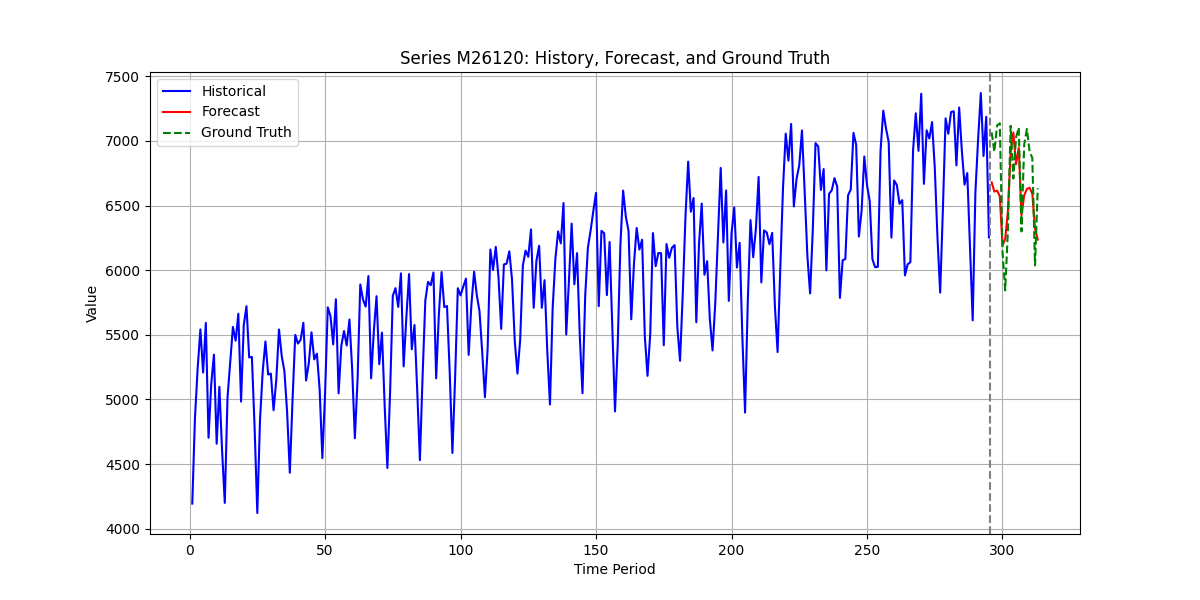 Series M26120: History, Forecast, and Ground Truth
7500
7000
6500
6000
5500
5000
4500
4000
Value
Historical
Forecast
Ground Truth
0 50 100 150 200 250 300
Time Period